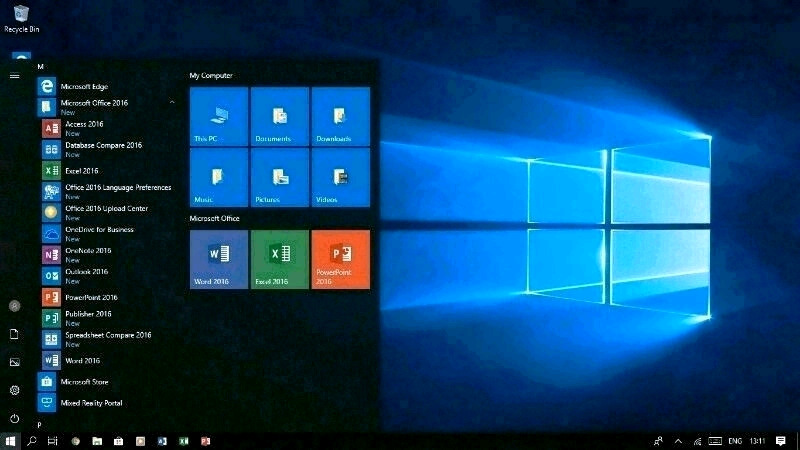 Recycle Bin
M
Microsoft Edge
Microsoft Office 2016
New
Access 2016
New
Database Compare 2016
New
Excel 2016
Office 2016 Language Preferences
New
Office 2016 Upload Center
New
OneDrive for Business
New
OneNote 2016
New
Outlook 2016
New
PowerPoint 2016
Publisher 2016
New
Spreadsheet Compare 2016
New
Word 2016
Microsoft Store
Mixed Reality Portal
P
My Computer
This PC
Documents
Downloads
Music
Pictures
Videos
Microsoft Office
Word 2016
Excel 2016
PowerPoint
2016
ENG
13:11